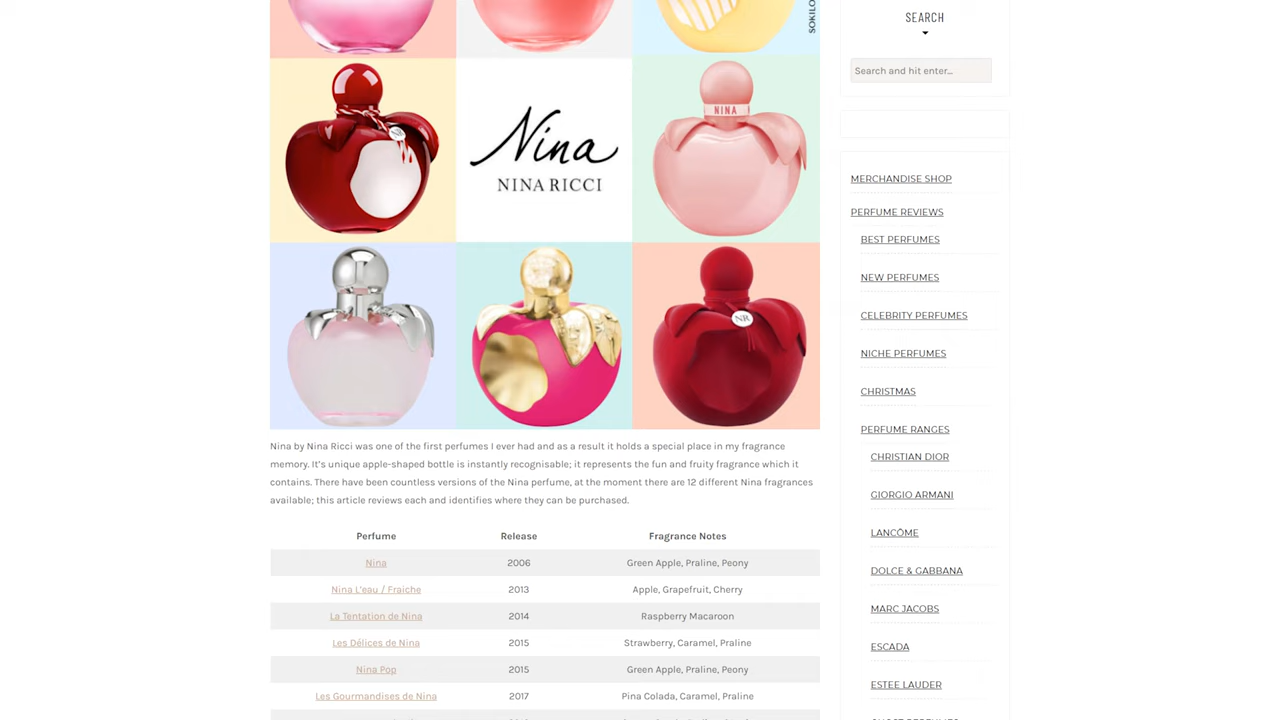 SOKILO
NINA
NR
Nina
NINA RICCI
NR
Nina by Nina Ricci was one of the first perfumes I ever had and as a result it holds a special place in my fragrance
memory. It's unique apple-shaped bottle is instantly recognisable; it represents the fun and fruity fragrance which it
contains. There have been countless versions of the Nina perfume, at the moment there are 12 different Nina fragrances
available; this article reviews each and identifies where they can be purchased.
Perfume Release Fragrance Notes
Nina 2006 Green Apple, Praline, Peony
Nina L'eau / Fraiche 2013 Apple, Grapefruit, Cherry
La Tentation de Nina 2014 Raspberry Macaroon
Les Délices de Nina 2015 Strawberry, Caramel, Praline
Nina Pop 2015 Green Apple, Praline, Peony
Les Gourmandises de Nina 2017 Pina Colada, Caramel, Praline
SEARCH
Search and hit enter...
MERCHANDISE SHOP
PERFUME REVIEWS
BEST PERFUMES
NEW PERFUMES
CELEBRITY PERFUMES
NICHE PERFUMES
CHRISTMAS
PERFUME RANGES
CHRISTIAN DIOR
GIORGIO ARMANI
LANCÔME
DOLCE & GABBANA
MARC JACOBS
ESCADA
ESTEE LAUDER